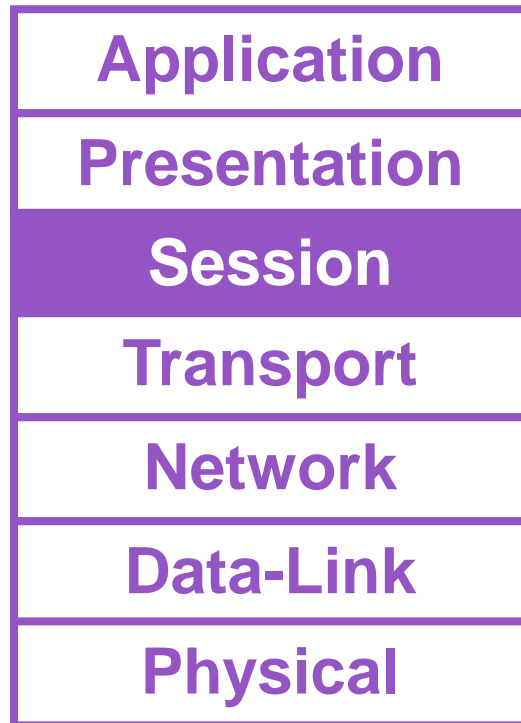 Application
Presentation
Session
Transport
Network
Data-Link
Physical